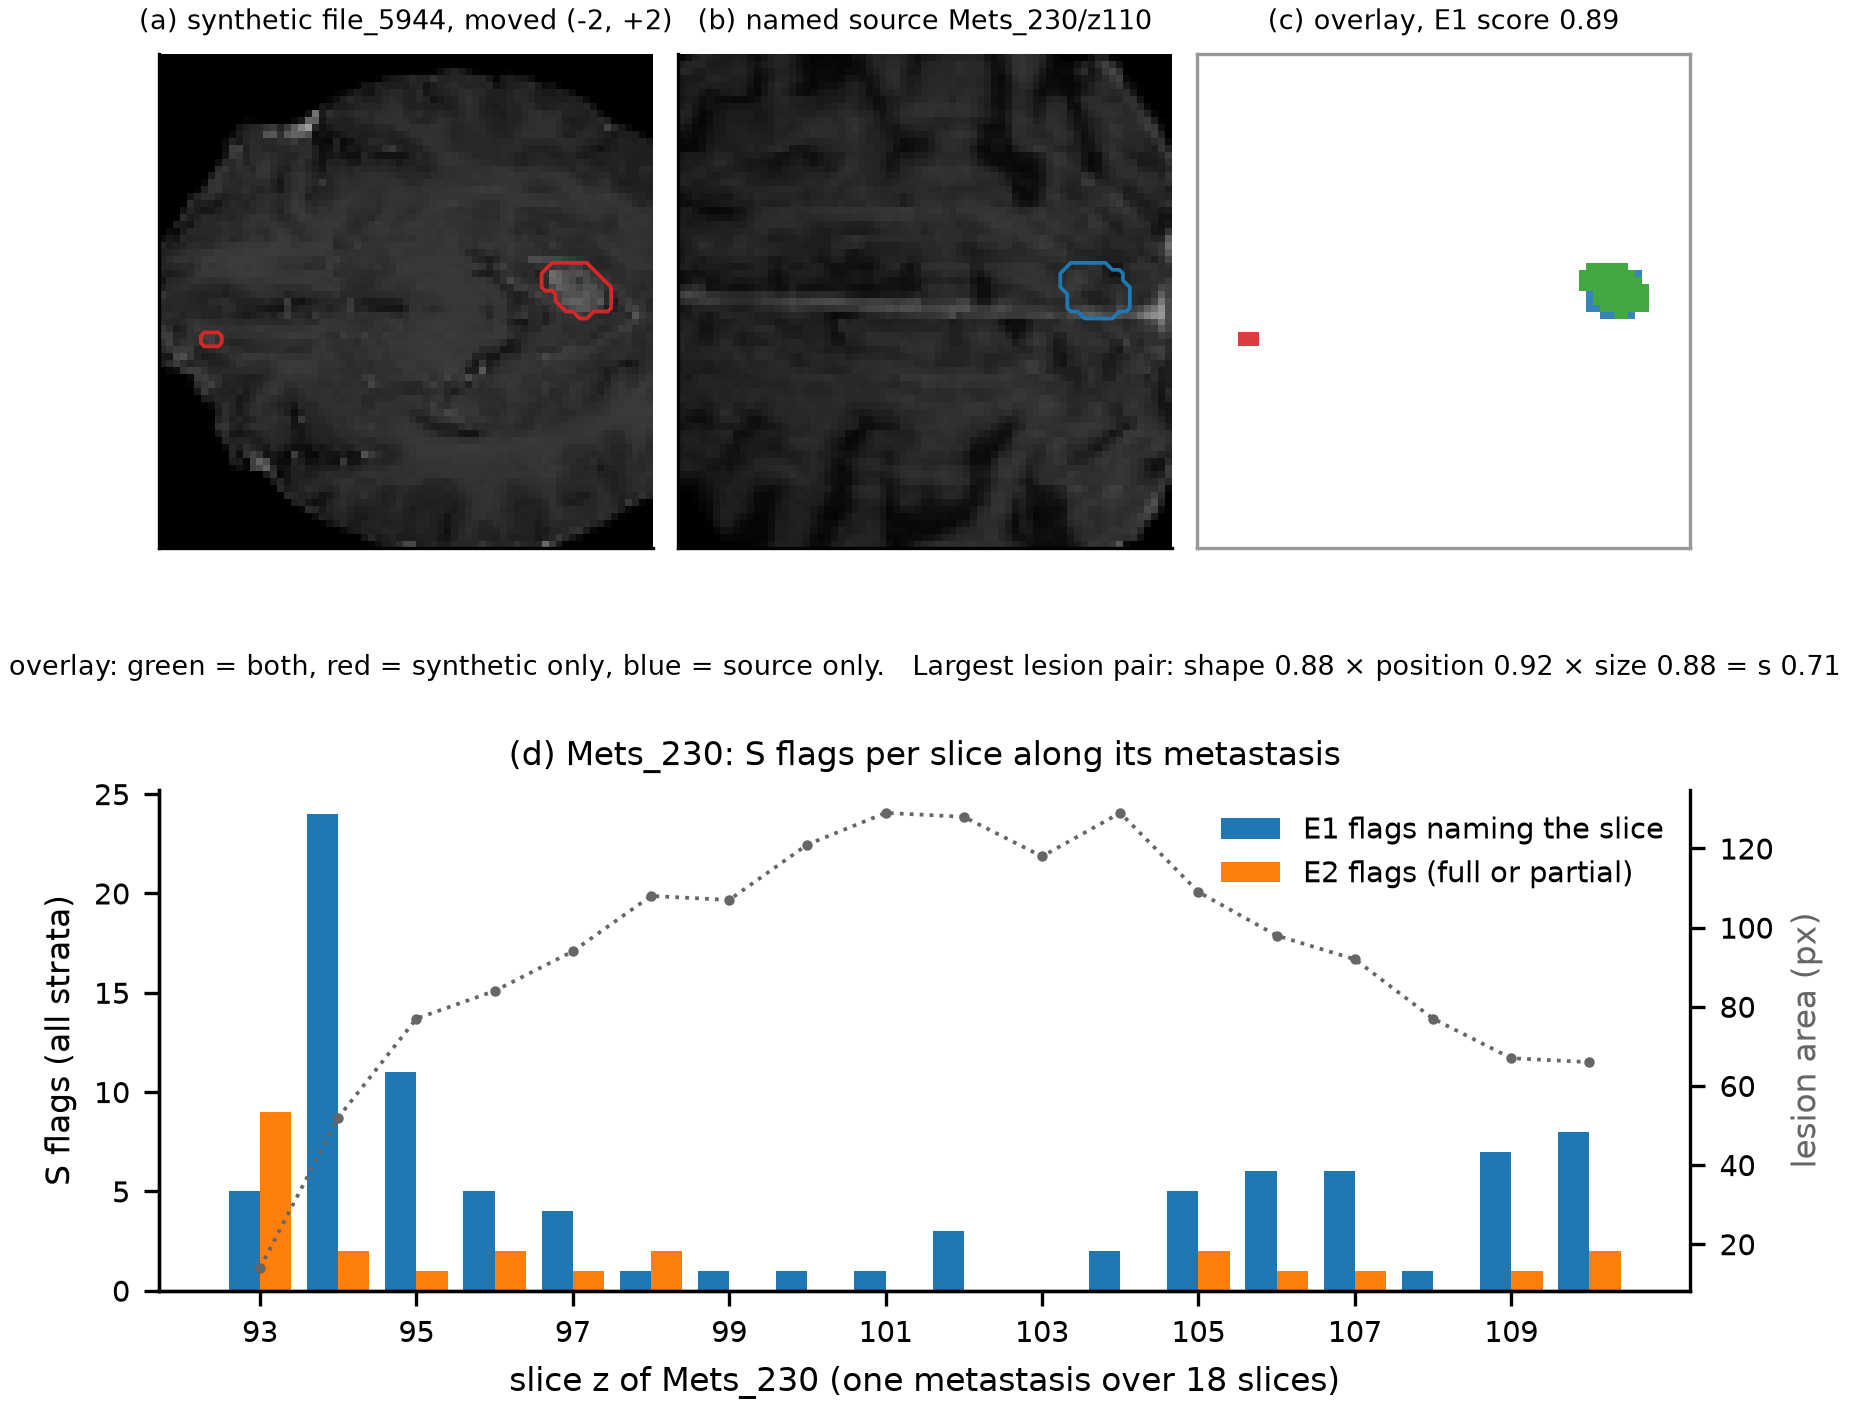 (a) synthetic file_5944, moved (-2, +2)
(b) named source Mets_230/z110
(c) overlay, E1 score 0.89
overlay: green = both, red = synthetic only, blue = source only.   Largest lesion pair: shape 0.88 × position 0.92 × size 0.88 = s 0.71
(d) Mets_230: S flags per slice along its metastasis
S flags (all strata)
25
20
15
10
5
0
E1 flags naming the slice
E2 flags (full or partial)
120
100
80
60
40
20
lesion area (px)
93 95 97 99 101 103 105 107 109
slice z of Mets_230 (one metastasis over 18 slices)